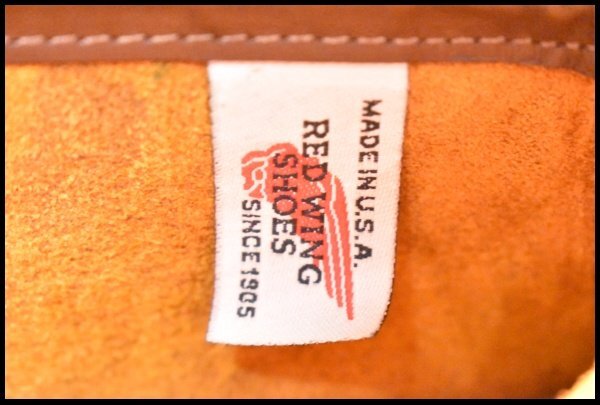 MADE IN U.S.A.
RED WING
SHOES
SINCE 1905